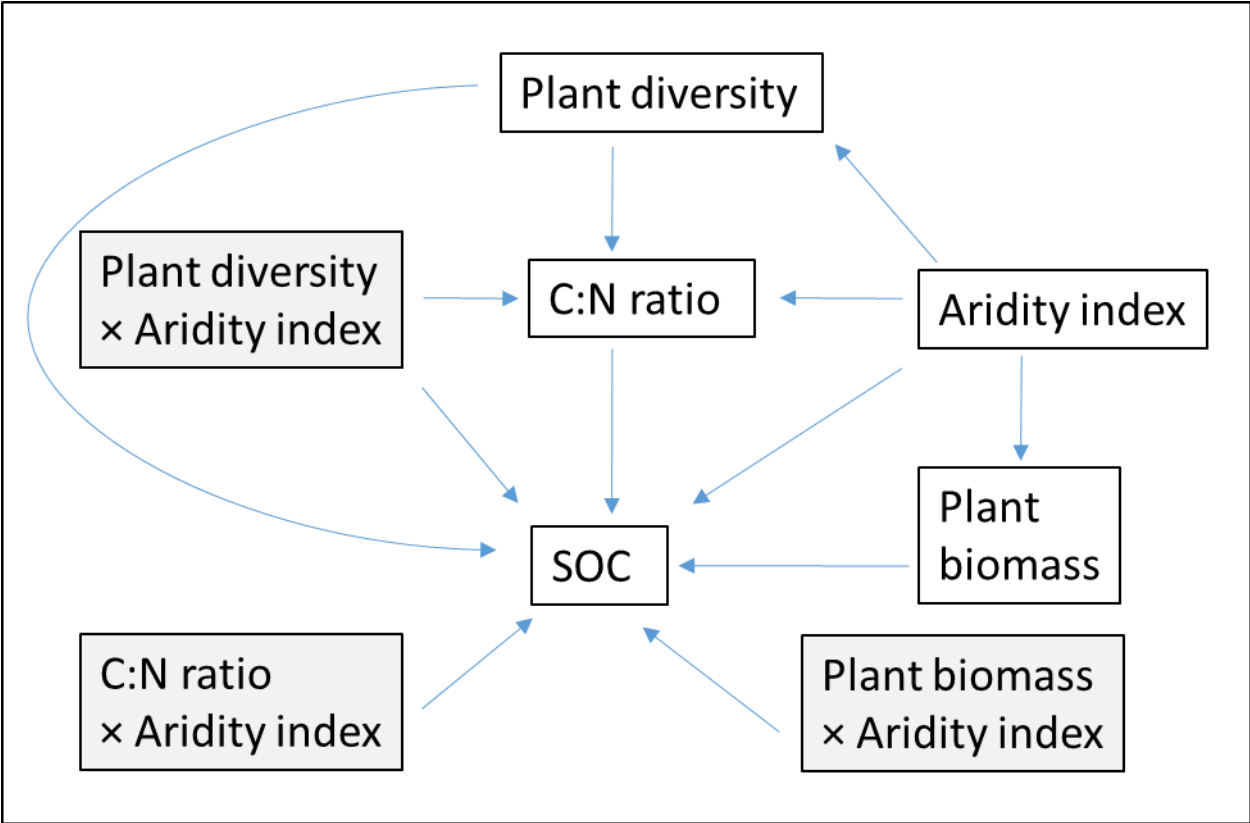 Plant diversity
Plant diversity
× Aridity index
C:N ratio
Aridity index
Plant
biomass
SOC
C:N ratio
× Aridity index
Plant biomass
× Aridity index